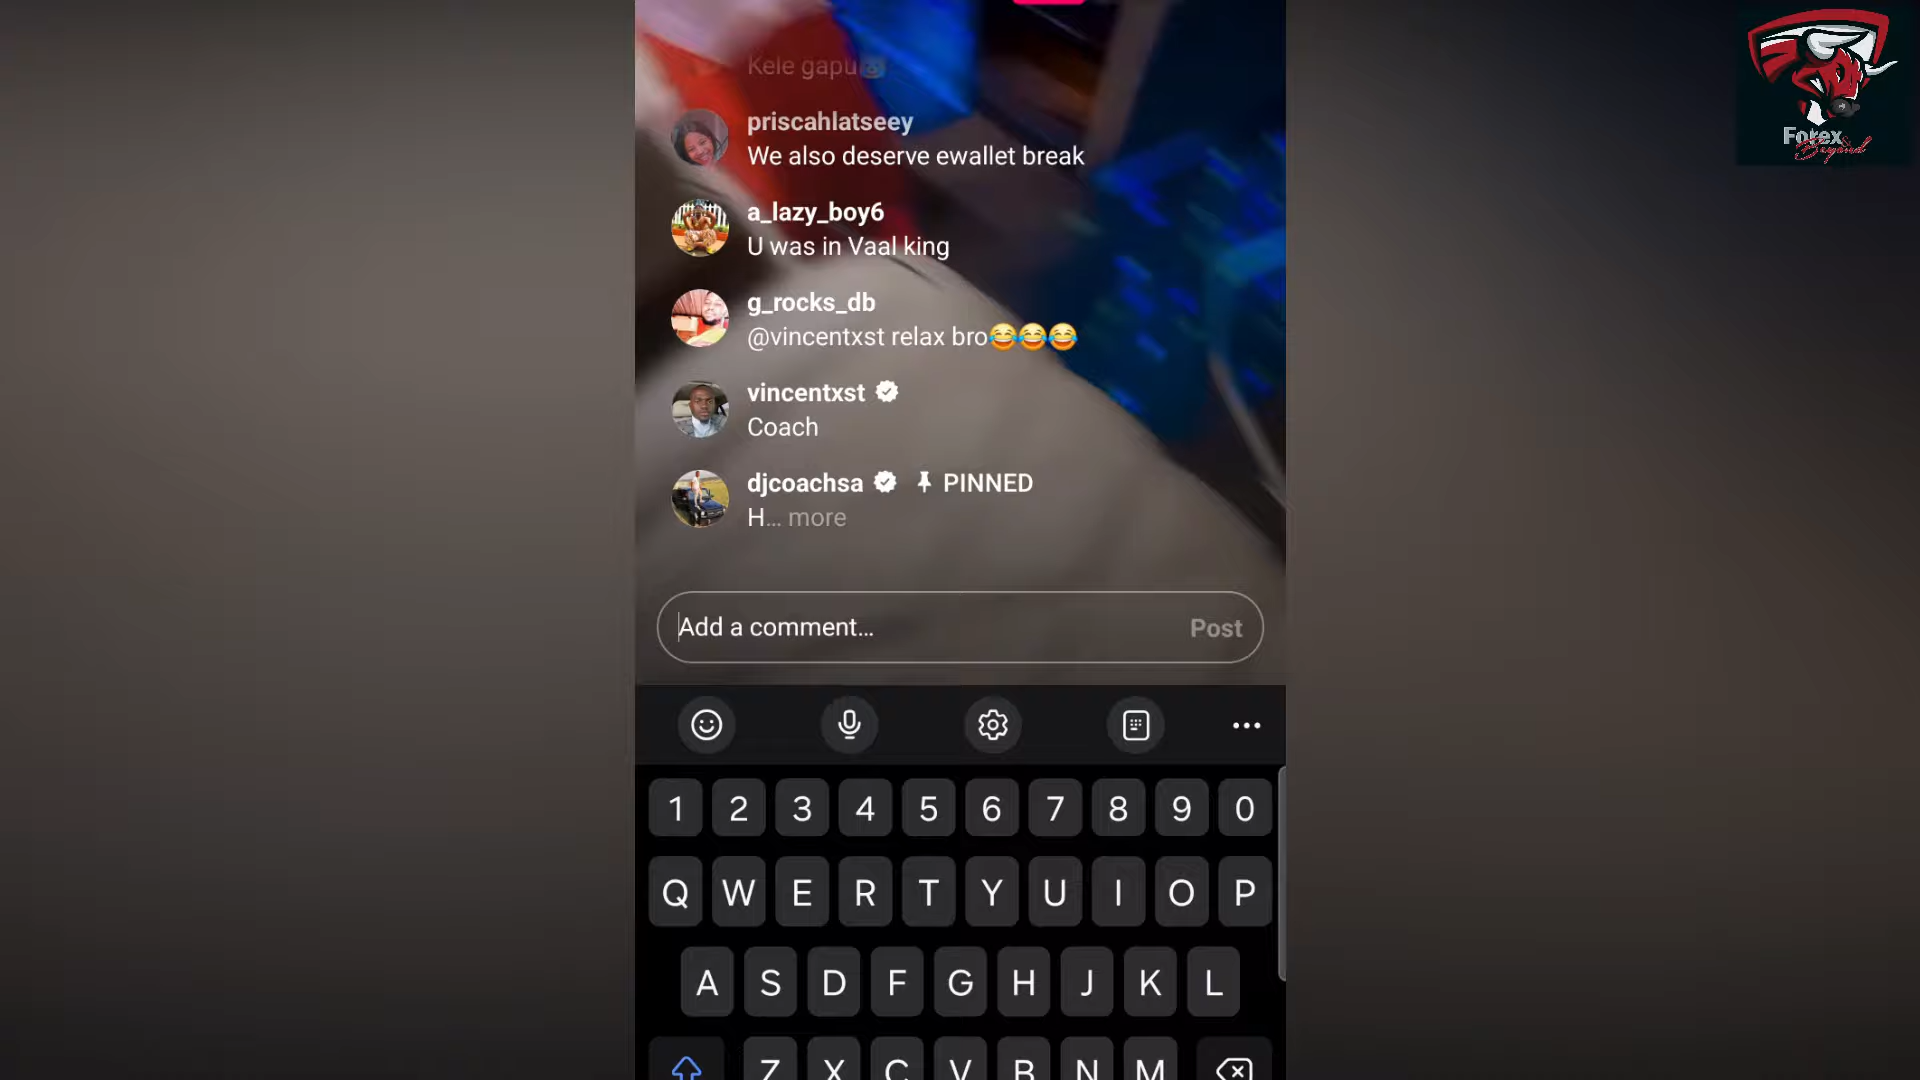 Kele gapu
priscahlatseey
We also deserve ewallet break
a_lazy_boy6
U was in Vaal king
g_rocks_db
@vincentxst relax bro😂😂😂
vincentxst
Coach
djcoachsa PINNED
H... more
Add a comment... Post
1 2 3 4 5 6 7 8 9 0
Q W E R T Y U I O P
A S D F G H J K L
Z X C V B N M
Forex
& Beyond